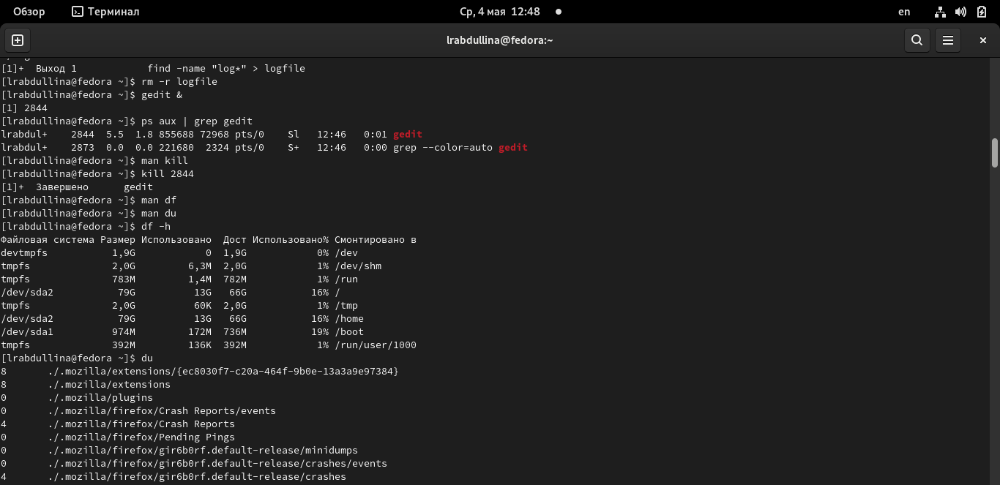 Обзор Терминал Ср, 4 мая 12:48 en
lrabdullina@fedora:~
[1]+  Выход 1            find -name "log*" > logfile
[lrabdullina@fedora ~]$ rm -r logfile
[lrabdullina@fedora ~]$ gedit &
[1] 2844
[lrabdullina@fedora ~]$ ps aux | grep gedit
lrabdul+    2844  5.5  1.8 855688 72968 pts/0    Sl   12:46   0:01 gedit
lrabdul+    2873  0.0  0.0 221680  2324 pts/0    S+   12:46   0:00 grep --color=auto gedit
[lrabdullina@fedora ~]$ man kill
[lrabdullina@fedora ~]$ kill 2844
[1]+  Завершено      gedit
[lrabdullina@fedora ~]$ man df
[lrabdullina@fedora ~]$ man du
[lrabdullina@fedora ~]$ df -h
Файловая система Размер Использовано  Дост Использовано% Cмонтировано в
devtmpfs           1,9G            0  1,9G            0% /dev
tmpfs              2,0G         6,3M  2,0G            1% /dev/shm
tmpfs              783M         1,4M  782M            1% /run
/dev/sda2           79G          13G   66G           16% /
tmpfs              2,0G          60K  2,0G            1% /tmp
/dev/sda2           79G          13G   66G           16% /home
/dev/sda1          974M         172M  736M           19% /boot
tmpfs              392M         136K  392M            1% /run/user/1000
[lrabdullina@fedora ~]$ du
8       ./.mozilla/extensions/{ec8030f7-c20a-464f-9b0e-13a3a9e97384}
8       ./.mozilla/extensions
0       ./.mozilla/plugins
0       ./.mozilla/firefox/Crash Reports/events
4       ./.mozilla/firefox/Crash Reports
0       ./.mozilla/firefox/Pending Pings
0       ./.mozilla/firefox/gir6b0rf.default-release/minidumps
0       ./.mozilla/firefox/gir6b0rf.default-release/crashes/events
4       ./.mozilla/firefox/gir6b0rf.default-release/crashes